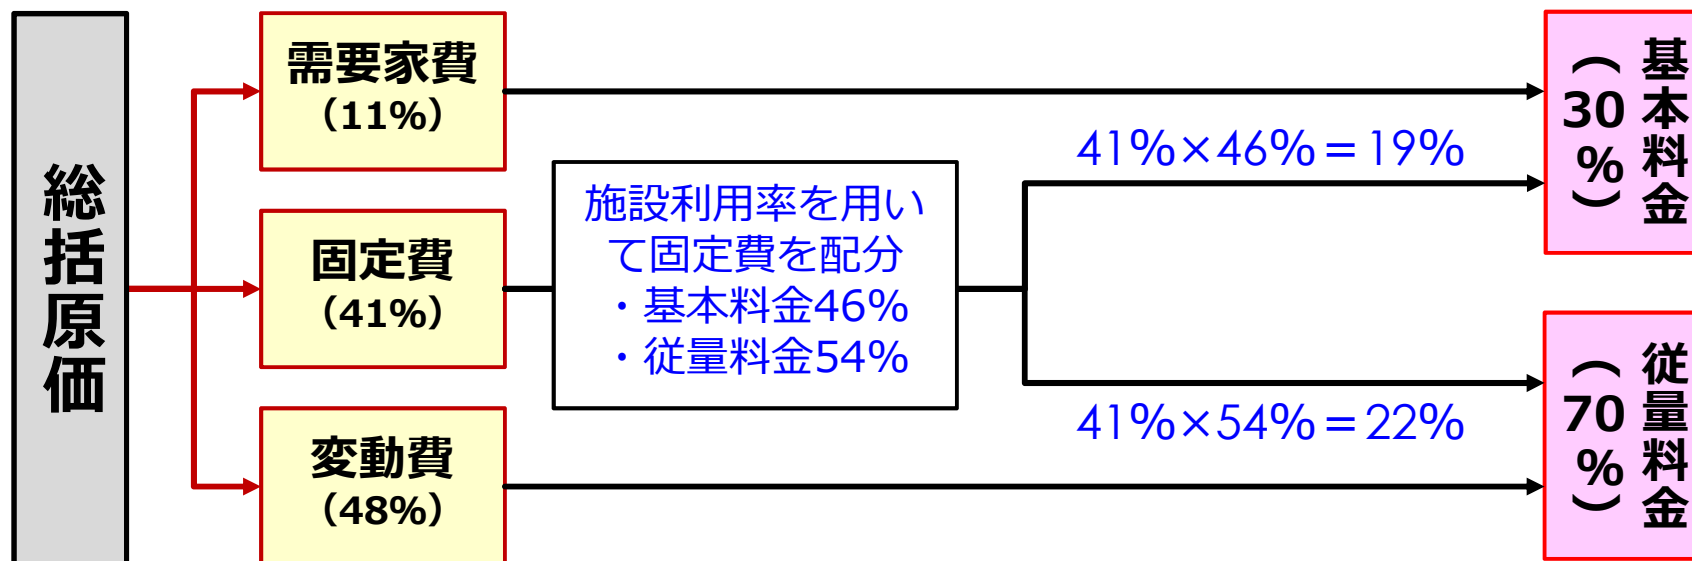 総括原価
需要家費
（11%）
固定費
（41%）
変動費
（48%）
施設利用率を用い
て固定費を配分
・基本料金46%
・従量料金54%
41%×46%＝19%
41%×54%＝22%
基本料金
（30%）
従量料金
（70%）